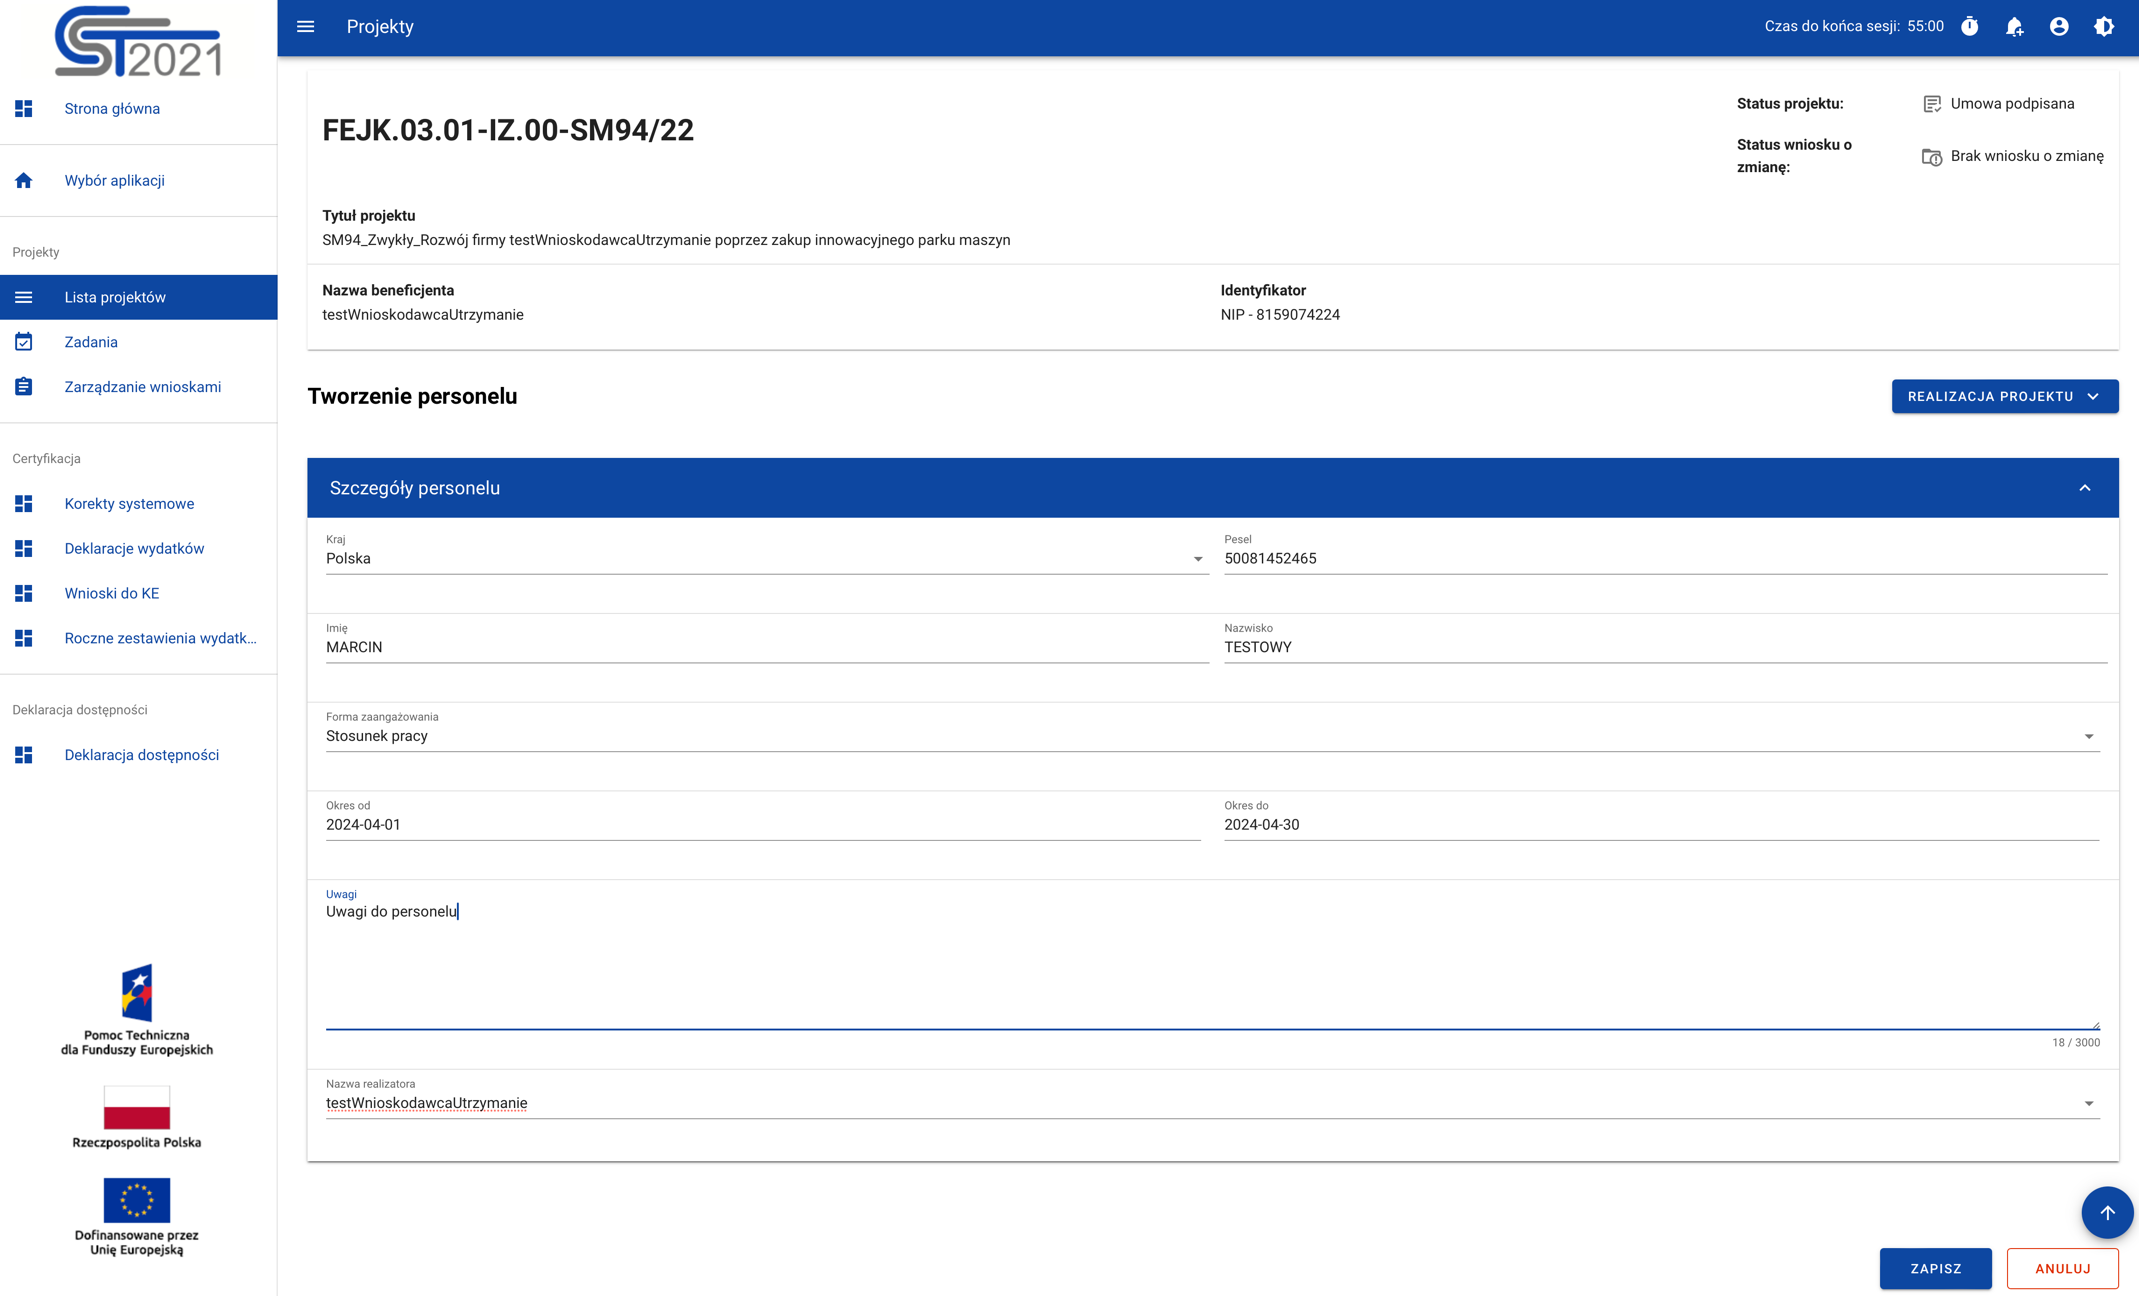 CST2021
Projekty
Czas do końca sesji: 55:00
Strona główna
Wybór aplikacji
Projekty
Lista projektów
Zadania
Zarządzanie wnioskami
Certyfikacja
Korekty systemowe
Deklaracje wydatków
Wnioski do KE
Roczne zestawienia wydatk...
Deklaracja dostępności
Deklaracja dostępności
Pomoc Techniczna
dla Funduszy Europejskich
Rzeczpospolita Polska
Dofinansowane przez
Unię Europejską
FEJK.03.01-IZ.00-SM94/22
Status projektu:
Umowa podpisana
Status wniosku o
zmianę:
Brak wniosku o zmianę
Tytuł projektu
SM94_Zwykły_Rozwój firmy testWnioskodawcaUtrzymanie poprzez zakup innowacyjnego parku maszyn
Nazwa beneficjenta
testWnioskodawcaUtrzymanie
Identyfikator
NIP - 8159074224
Tworzenie personelu
REALIZACJA PROJEKTU
Szczegóły personelu
Kraj
Polska
Pesel
50081452465
Imię
MARCIN
Nazwisko
TESTOWY
Forma zaangażowania
Stosunek pracy
Okres od
2024-04-01
Okres do
2024-04-30
Uwagi
Uwagi do personelu
18 / 3000
Nazwa realizatora
testWnioskodawcaUtrzymanie
ZAPISZ
ANULUJ